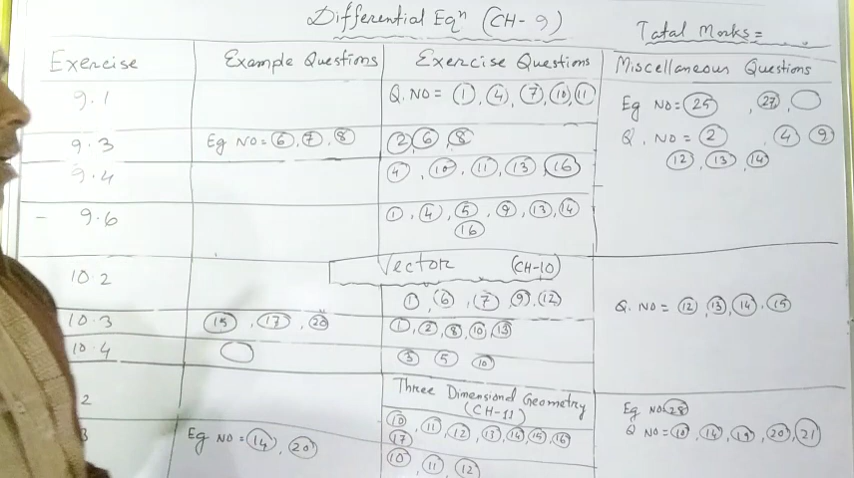 Differential Eqn (CH-9)
Total Marks =
Exercise Example Questions Exercise Questions Miscellaneous Questions
9.1 Q. NO = 1, 4, 7, 10, 11
Eg NO = 25, 27,
9.3 Eg NO = 6, 7, 8 2, 6, 8
Q. NO = 2, 4, 9
12, 13, 14
9.4 10, 11, 13, 16
9.6 1, 4, 5, 9, 13, 14
16
Vector (CH-10)
10.2 1, 6, 7, 9, 12
Q. NO = 12, 13, 14, 15
10.3 15, 17, 20 1, 2, 8, 10, 13
10.4 3 5 10
Three Dimensional Geometry
(CH-11)
2 10, 11, 12, 13, 14, 15, 16
17
Eg NO 28
Q NO = 10, 14, 19, 20, 21
3 Eg NO = 14, 20 10, 11, 12